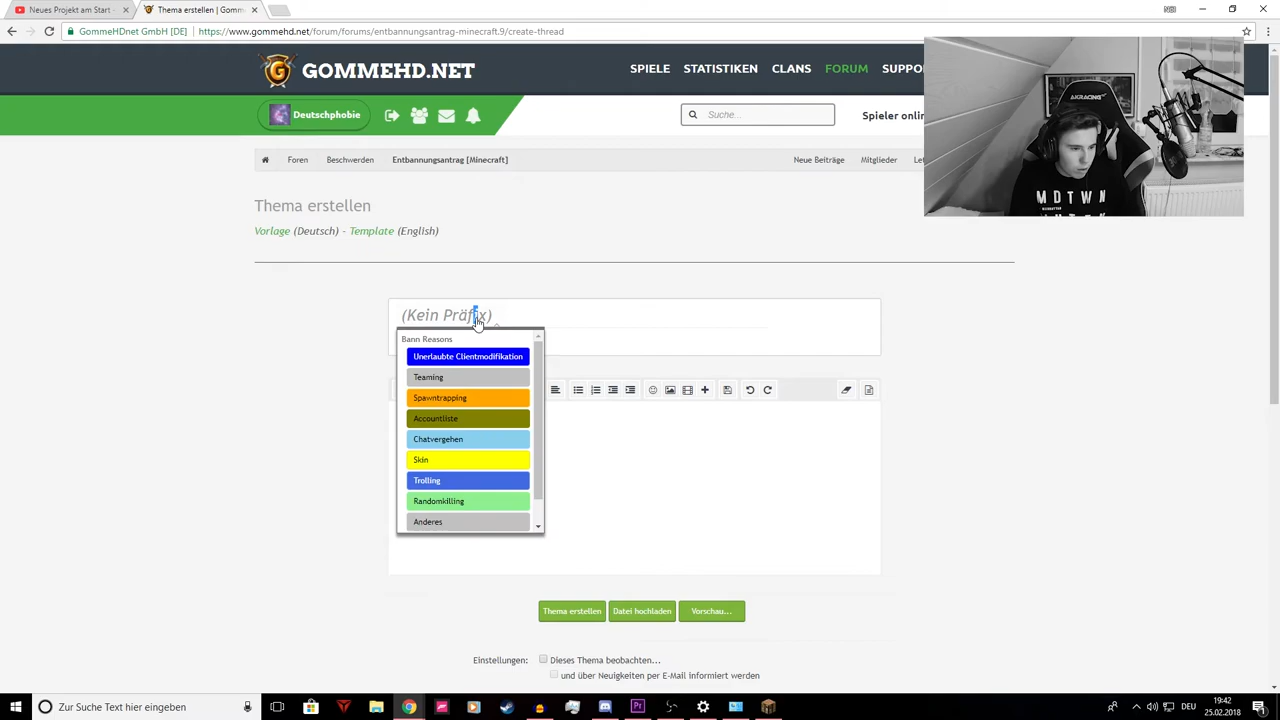 Neues Projekt am Start -
Thema erstellen | Gomm
GommeHDnet GmbH [DE]
https://www.gommehd.net/forum/forums/entbannungsantrag-minecraft.9/create-thread
GOMMEHD.NET
SPIELE
STATISTIKEN
CLANS
FORUM
SUPPO
Deutschphobie
Suche...
Spieler onlin
Foren
Beschwerden
Entbannungsantrag [Minecraft]
Neue Beiträge
Mitglieder
Let
AKRACING
MDTWN
Thema erstellen
Vorlage (Deutsch) - Template (English)
(Kein Präfix)
Bann Reasons
Unerlaubte Clientmodifikation
Teaming
Spawntrapping
Accountliste
Chatvergehen
Skin
Trolling
Randomkilling
Anderes
Thema erstellen
Datei hochladen
Vorschau...
Einstellungen:
Dieses Thema beobachten...
und über Neuigkeiten per E-Mail informiert werden
Zur Suche Text hier eingeben
DEU
19:42
25.02.2018